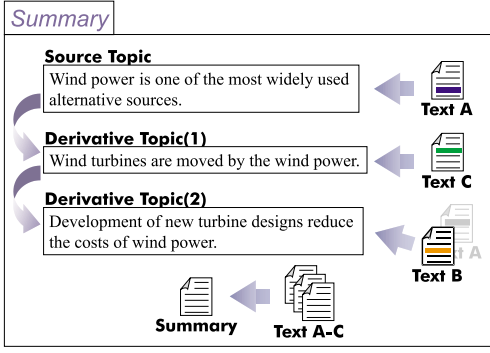 Summary
Source Topic
Wind power is one of the most widely used
alternative sources.
Text A
Derivative Topic(1)
Wind turbines are moved by the wind power.
Text C
Derivative Topic(2)
Development of new turbine designs reduce
the costs of wind power.
Text A
Text B
Summary
Text A-C